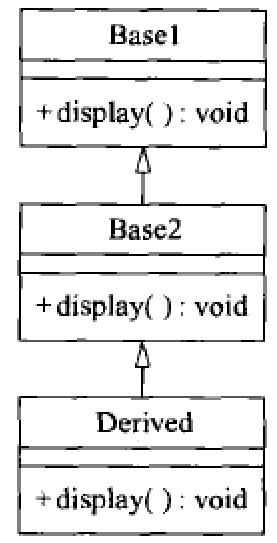 Base1
+display( ) : void
Base2
+display( ) : void
Derived
+display( ) : void